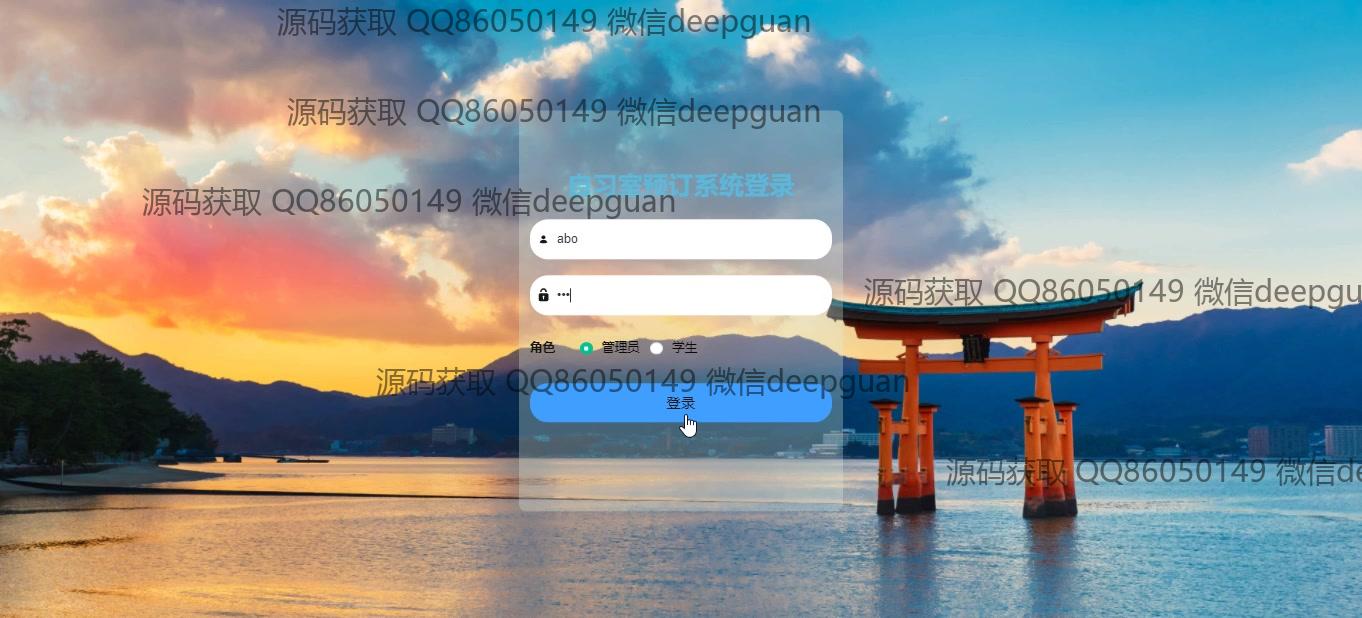 源码获取 QQ86050149 微信deepguan
源码获取 QQ86050149 微信deepguan
自习室预订系统登录
源码获取 QQ86050149 微信deepguan
abo
源码获取 QQ86050149 微信deepgu
•••
角色 管理员 学生
源码获取 QQ86050149 微信deepguan
登录
源码获取 QQ86050149 微信de